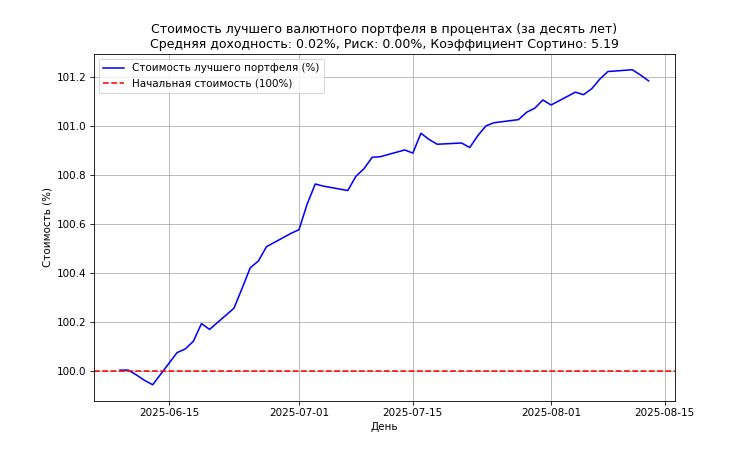 Стоимость лучшего валютного портфеля в процентах (за десять лет)
Средняя доходность: 0.02%, Риск: 0.00%, Коэффициент Сортино: 5.19
Стоимость лучшего портфеля (%)
Начальная стоимость (100%)
Стоимость (%)
101.2
101.0
100.8
100.6
100.4
100.2
100.0
2025-06-15
2025-07-01
2025-07-15
2025-08-01
2025-08-15
День